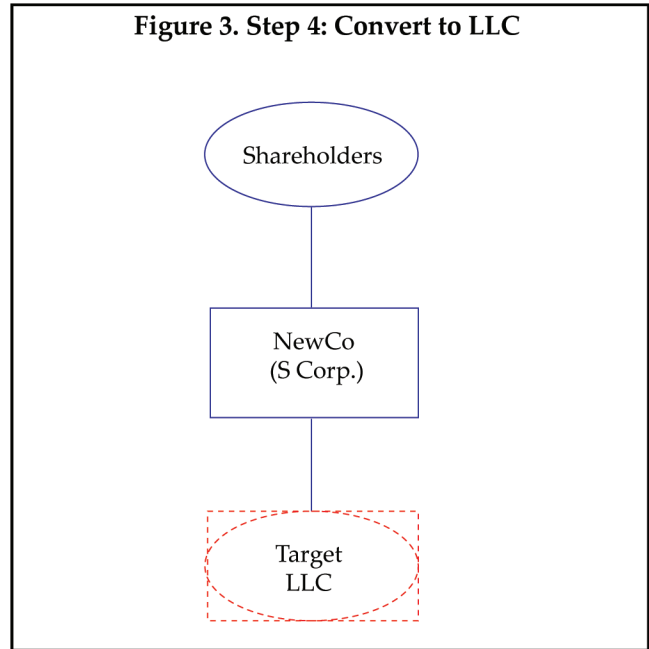 Figure 3. Step 4: Convert to LLC
Shareholders
NewCo
(S Corp.)
Target
LLC